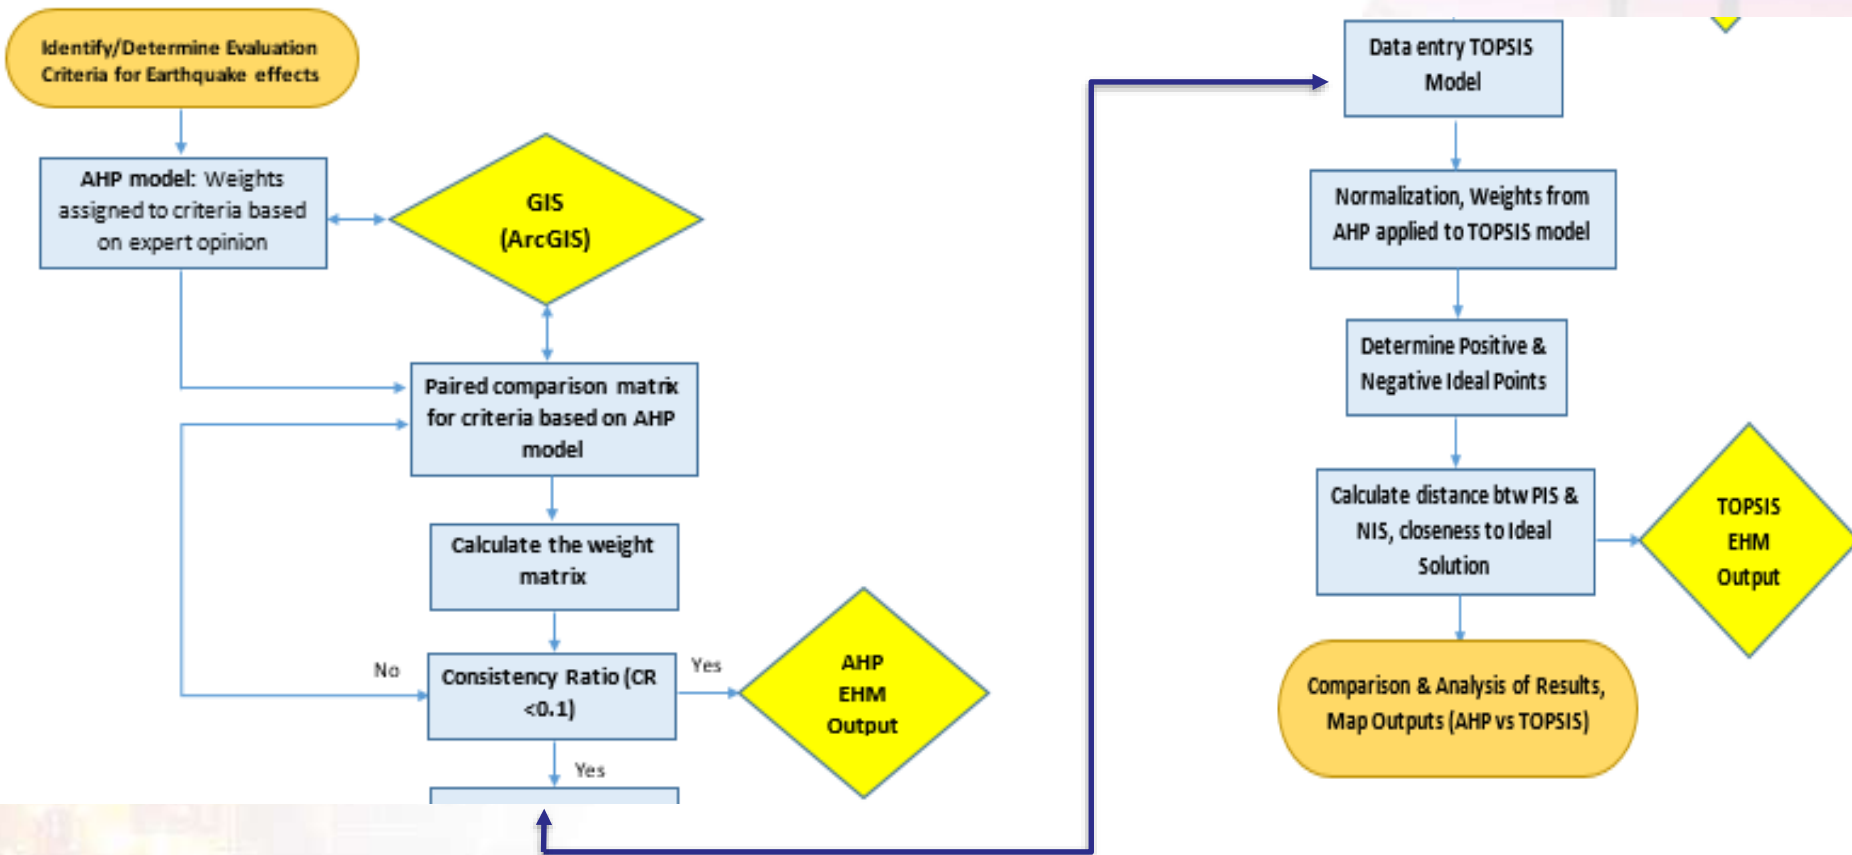 Identify/Determine Evaluation
Criteria for Earthquake effects
AHP model: Weights
assigned to criteria based
on expert opinion
GIS
(ArcGIS)
Paired comparison matrix
for criteria based on AHP
model
Calculate the weight
matrix
No
Consistency Ratio (CR
<0.1)
Yes
AHP
EHM
Output
Yes
Data entry TOPSIS
Model
Normalization, Weights from
AHP applied to TOPSIS model
Determine Positive &
Negative Ideal Points
Calculate distance btw PIS &
NIS, closeness to Ideal
Solution
TOPSIS
EHM
Output
Comparison & Analysis of Results,
Map Outputs (AHP vs TOPSIS)